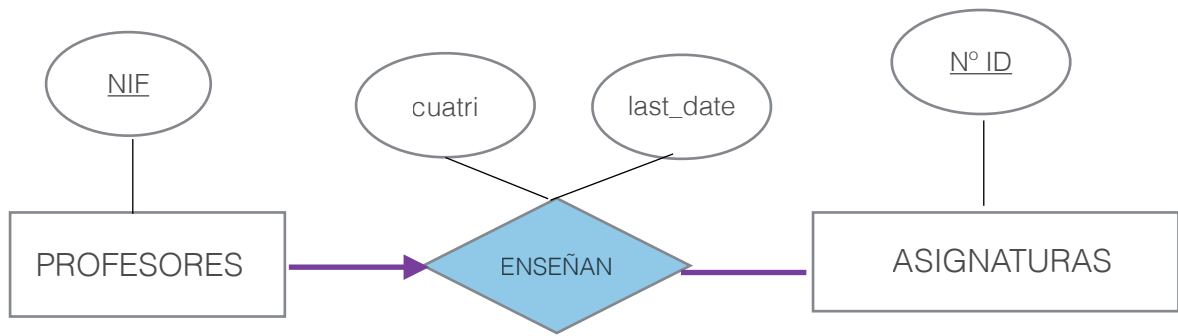 NIF
cuatri
last_date
Nº ID
PROFESORES
ENSEÑAN
ASIGNATURAS